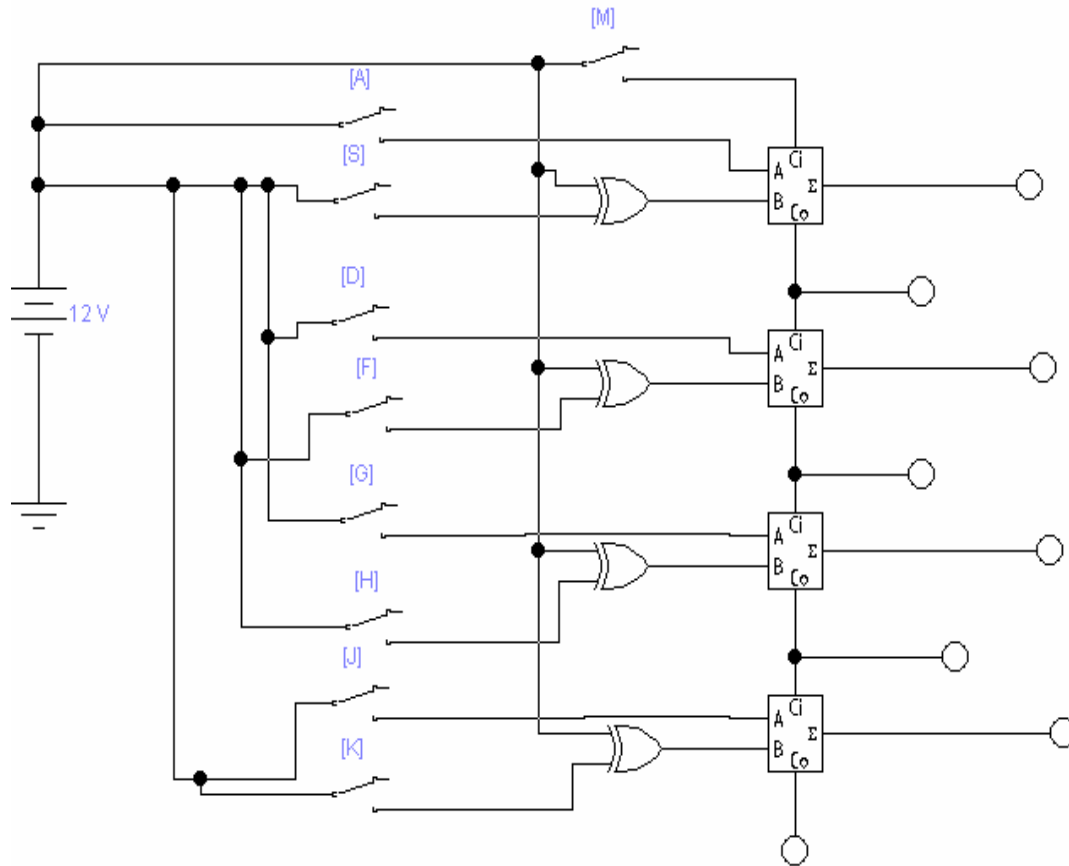 [M]
[A]
[S]
Ci
A
Σ
B
Co
[D]
12 V
Ci
A
Σ
B
Co
[F]
[G]
Ci
A
Σ
B
Co
[H]
[J]
Ci
A
Σ
B
Co
[K]